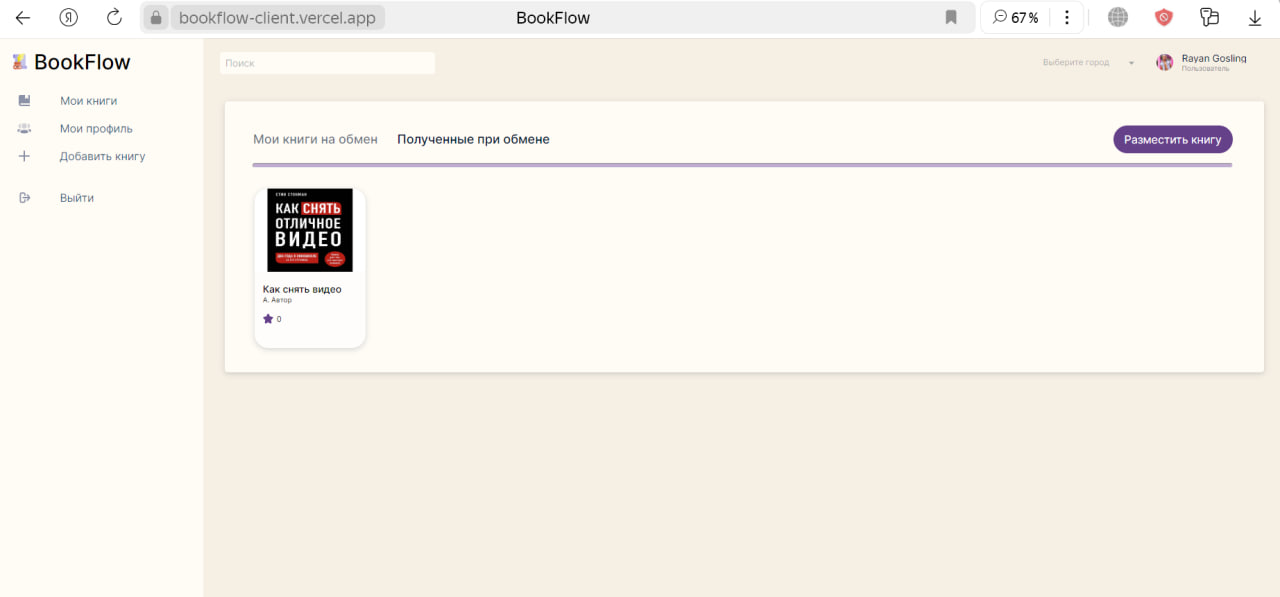 bookflow-client.vercel.app
BookFlow
67%
BookFlow
Поиск
Выберите город
Rayan Gosling
Пользователь
Мои книги
Мои профиль
Добавить книгу
Выйти
Мои книги на обмен
Полученные при обмене
Разместить книгу
КАК СНЯТЬ
ОТЛИЧНОЕ
ВИДЕО
Как снять видео
А. Автор
0